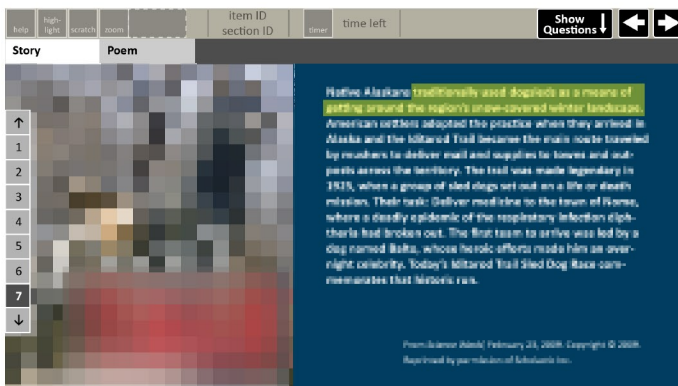 item ID
section ID
help
high-
light
scratch
zoom
timer
time left
Show
Questions
Story
Poem
1
2
3
4
5
6
7
Native Alaskans traditionally used dogsleds as a means of
getting around the region's snow-covered winter landscape.
American settlers adopted the practice when they arrived in
Alaska and the Iditarod Trail became the main route traveled
by mushers to deliver mail and supplies to towns and out-
posts across the territory. The trail was made legendary in
1925, when a group of sled dogs set out on a life or death
mission. Their task: Deliver medicine to the town of Nome,
where a deadly epidemic of the respiratory infection diph-
theria had broken out. The first team to arrive was led by a
dog named Balto, whose heroic efforts made him an over-
night celebrity. Today's Iditarod Trail Sled Dog Race com-
memorates that historic run.
From Science World, February 23, 2009. Copyright © 2009.
Reprinted by permission of Scholastic Inc.